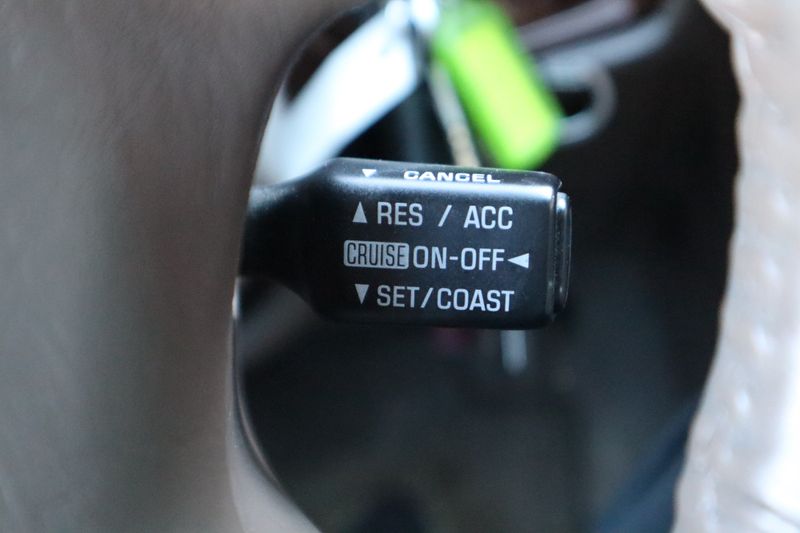 ▼ CANCEL
▲ RES / ACC
CRUISE ON-OFF ◀
▼ SET/COAST